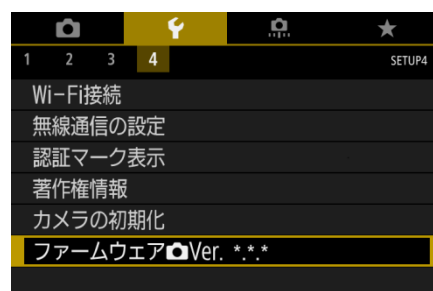 1 2 3 4 SETUP4
Wi-Fi接続
無線通信の設定
認証マーク表示
著作権情報
カメラの初期化
ファームウェア Ver. *.*.*